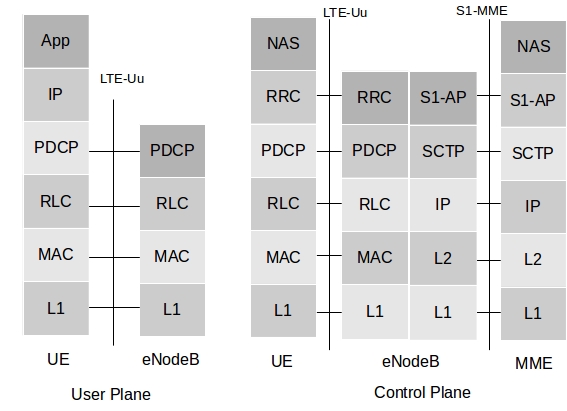 App
IP
PDCP
RLC
MAC
L1
UE
LTE-Uu
PDCP
RLC
MAC
L1
eNodeB
User Plane
NAS
RRC
PDCP
RLC
MAC
L1
UE
LTE-Uu
RRC
PDCP
RLC
MAC
L1
S1-AP
SCTP
IP
L2
L1
eNodeB
S1-MME
NAS
S1-AP
SCTP
IP
L2
L1
MME
Control Plane